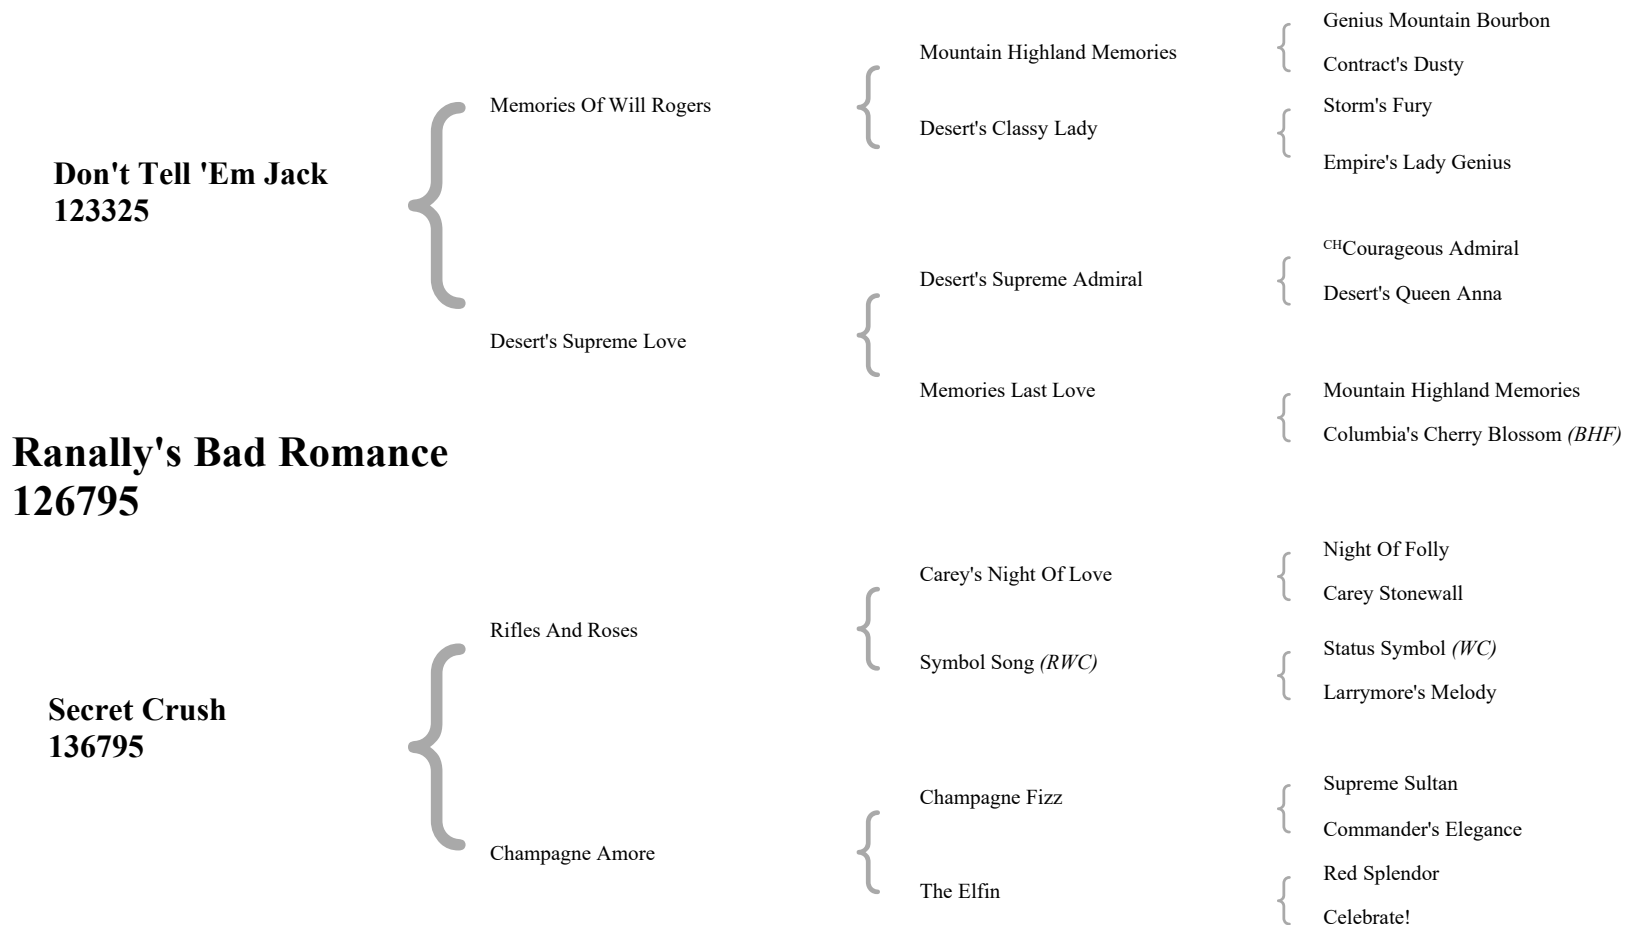 Genius Mountain Bourbon
Mountain Highland Memories
Contract's Dusty
Memories Of Will Rogers
Storm's Fury
Desert's Classy Lady
Empire's Lady Genius
Don't Tell 'Em Jack
123325
CHCourageous Admiral
Desert's Supreme Admiral
Desert's Queen Anna
Desert's Supreme Love
Memories Last Love
Mountain Highland Memories
Columbia's Cherry Blossom (BHF)
Ranally's Bad Romance
126795
Night Of Folly
Carey's Night Of Love
Carey Stonewall
Rifles And Roses
Status Symbol (WC)
Symbol Song (RWC)
Larrymore's Melody
Secret Crush
136795
Supreme Sultan
Champagne Fizz
Commander's Elegance
Champagne Amore
Red Splendor
The Elfin
Celebrate!